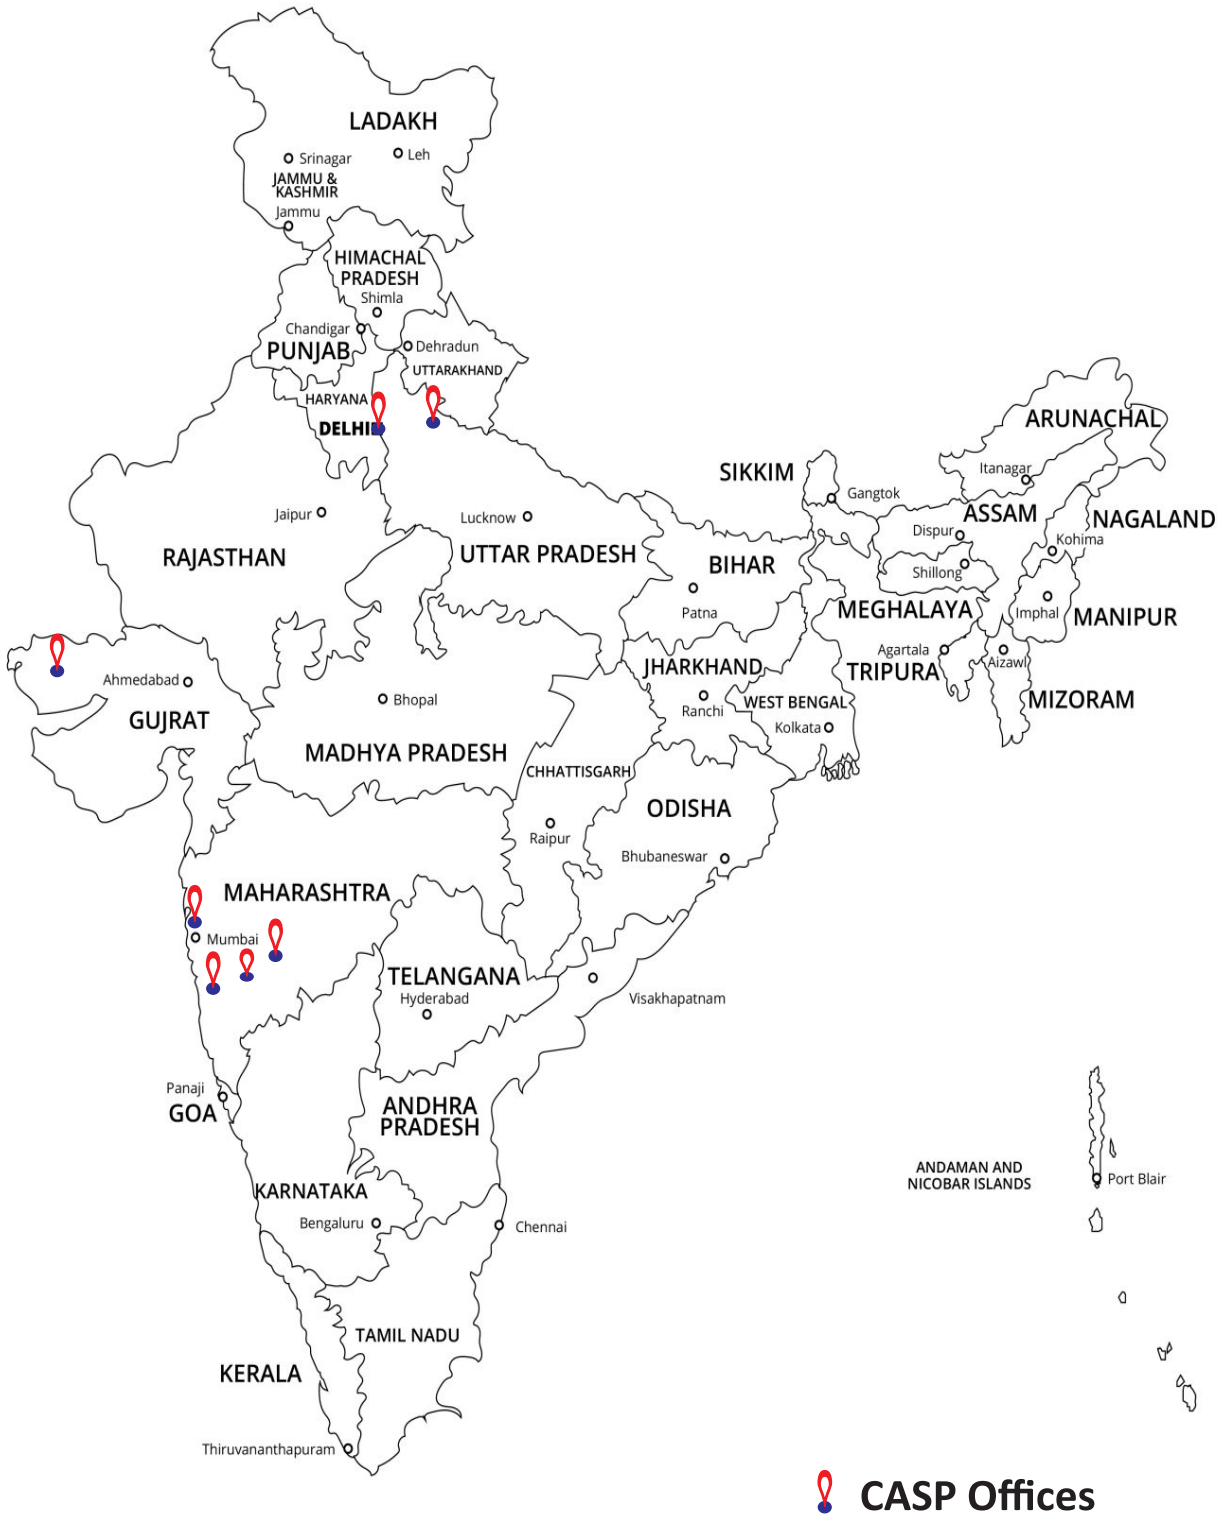 LADAKH
Srinagar
Leh
JAMMU &
KASHMIR
Jammu
HIMACHAL
PRADESH
Shimla
Chandigar
PUNJAB
Dehradun
UTTARAKHAND
HARYANA
DELHI
ARUNACHAL
Itanagar
SIKKIM
Gangtok
Jaipur
RAJASTHAN
Lucknow
UTTAR PRADESH
ASSAM
Dispur
NAGALAND
Kohima
BIHAR
Patna
Shillong
MEGHALAYA
Imphal
MANIPUR
Agartala
TRIPURA
Aizawl
MIZORAM
Ahmedabad
GUJRAT
Bhopal
MADHYA PRADESH
JHARKHAND
Ranchi
WEST BENGAL
Kolkata
CHHATTISGARH
Raipur
ODISHA
Bhubaneswar
MAHARASHTRA
Mumbai
TELANGANA
Hyderabad
Visakhapatnam
Panaji
GOA
ANDHRA
PRADESH
KARNATAKA
Bengaluru
Chennai
ANDAMAN AND
NICOBAR ISLANDS
Port Blair
TAMIL NADU
KERALA
Thiruvananthapuram
CASP Offices